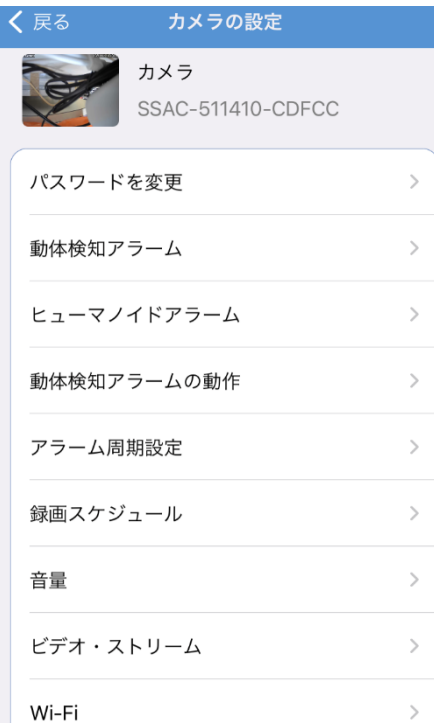 戻る カメラの設定
カメラ
SSAC-511410-CDFCC
パスワードを変更
動体検知アラーム
ヒューマノイドアラーム
動体検知アラームの動作
アラーム周期設定
録画スケジュール
音量
ビデオ・ストリーム
Wi-Fi